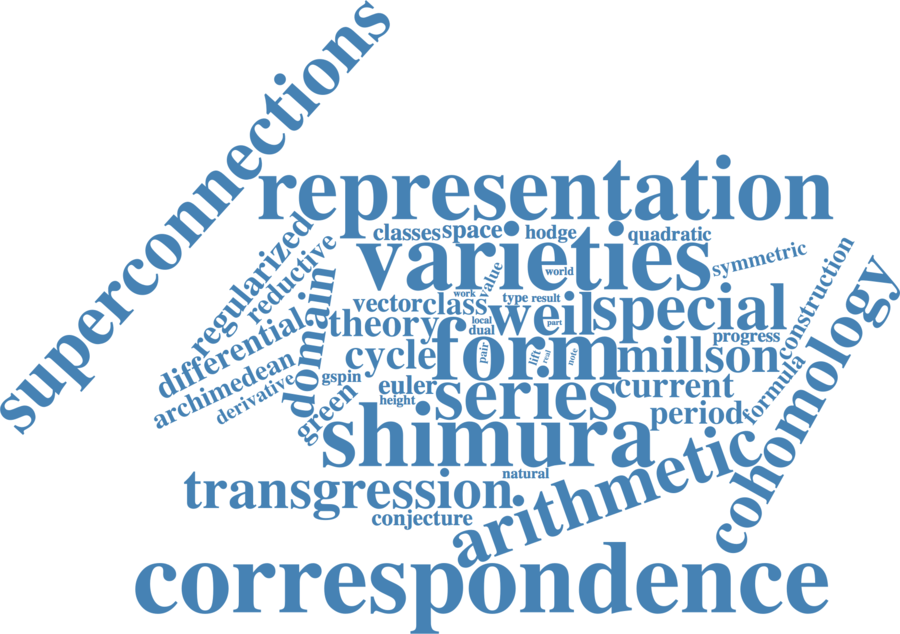 superconnections
representation
classes
space
hodge
quadratic
varieties
symmetric
regularized
reductive
world
value
construction
domain
vector
class
work
type
result
weil
special
cohomology
differential
theory
local
dual
part
progress
form
cycle
pair
lift
real
note
millson
archimedean
gspin
euler
current
formula
derivative
green
height
series
period
shimura
arithmetic
natural
transgression
conjecture
correspondence